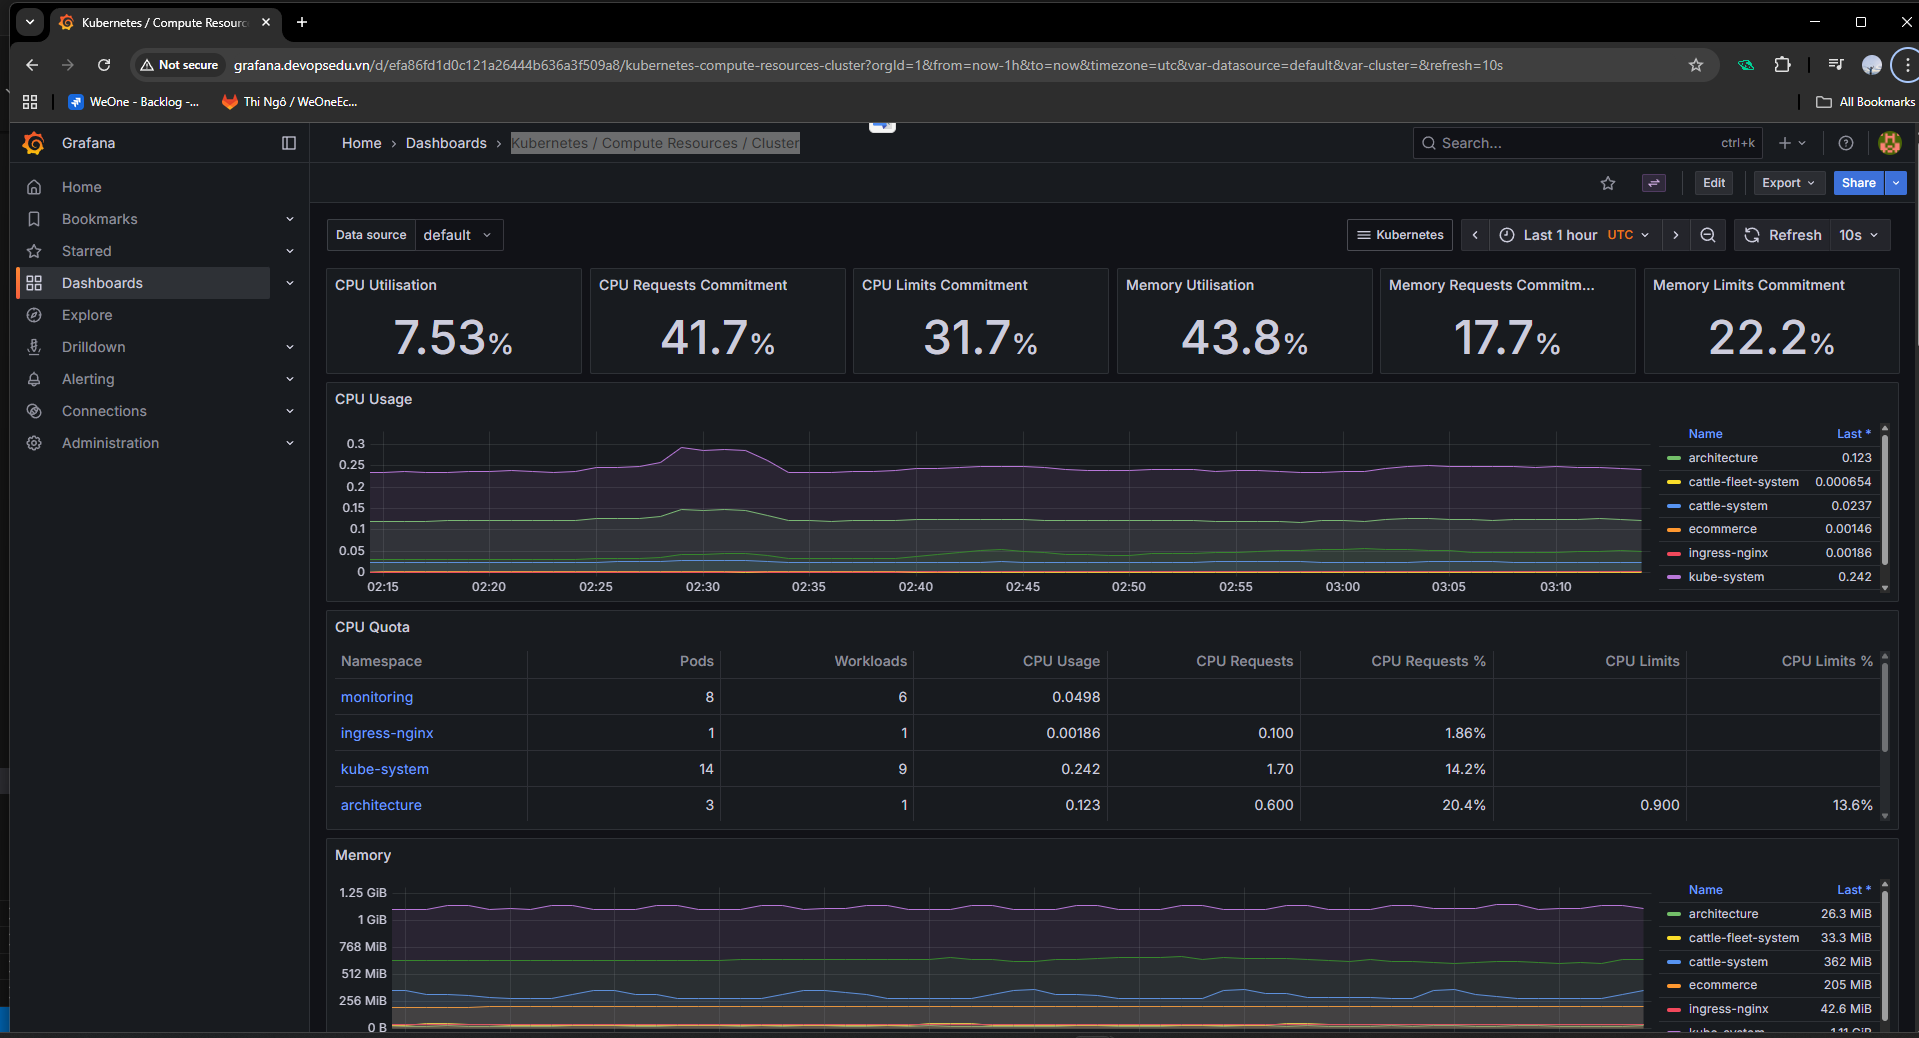 Kubernetes / Compute Resourc
Not secure
grafana.devopsedu.vn/d/efa86fd1d0c121a26444b636a3f509a8/kubernetes-compute-resources-cluster?orgId=1&from=now-1h&to=now&timezone=utc&var-datasource=default&var-cluster=&refresh=10s
WeOne - Backlog -...
Thi Ngô / WeOneEc...
All Bookmarks
Grafana
Home › Dashboards › Kubernetes / Compute Resources / Cluster
Search...
ctrl+k
Home
Bookmarks
Starred
Dashboards
Explore
Drilldown
Alerting
Connections
Administration
Edit
Export
Share
Data source
default
Kubernetes
Last 1 hour UTC
Refresh
10s
CPU Utilisation
7.53%
CPU Requests Commitment
41.7%
CPU Limits Commitment
31.7%
Memory Utilisation
43.8%
Memory Requests Commitm...
17.7%
Memory Limits Commitment
22.2%
CPU Usage
0.3
0.25
0.2
0.15
0.1
0.05
0
02:15 02:20 02:25 02:30 02:35 02:40 02:45 02:50 02:55 03:00 03:05 03:10
Name Last *
architecture 0.123
cattle-fleet-system 0.000654
cattle-system 0.0237
ecommerce 0.00146
ingress-nginx 0.00186
kube-system 0.242
CPU Quota
Namespace Pods Workloads CPU Usage CPU Requests CPU Requests % CPU Limits CPU Limits %
monitoring 8 6 0.0498
ingress-nginx 1 1 0.00186 0.100 1.86%
kube-system 14 9 0.242 1.70 14.2%
architecture 3 1 0.123 0.600 20.4% 0.900 13.6%
Memory
1.25 GiB
1 GiB
768 MiB
512 MiB
256 MiB
0 B
Name Last *
architecture 26.3 MiB
cattle-fleet-system 33.3 MiB
cattle-system 362 MiB
ecommerce 205 MiB
ingress-nginx 42.6 MiB
kube-system 1.11 GiB